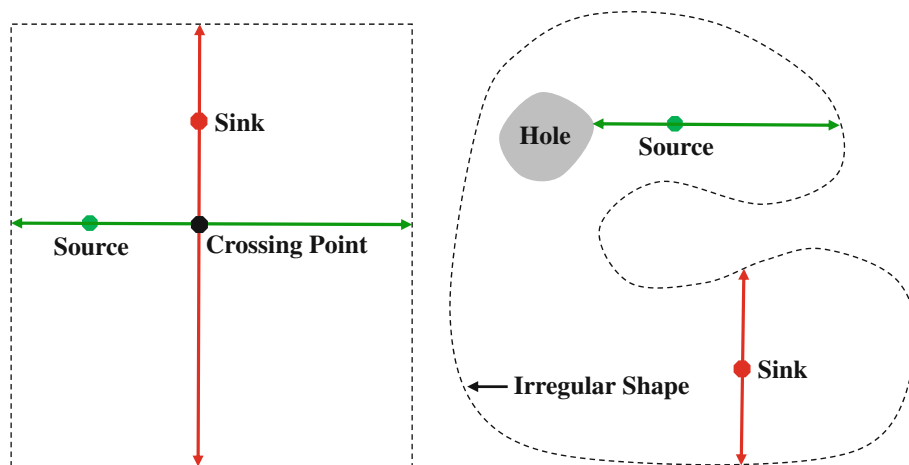 Sink
Source
Crossing Point
Hole
Source
Sink
Irregular Shape